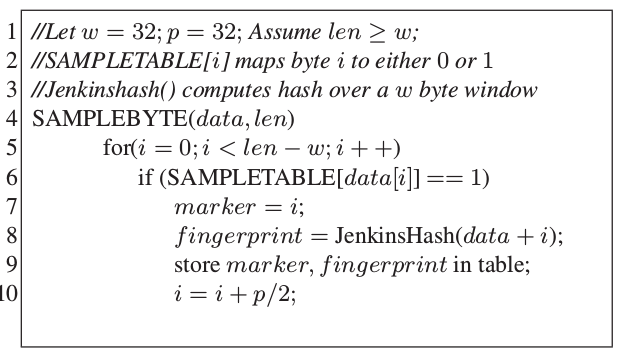 1 //Let w = 32; p = 32; Assume len ≥ w;
2 //SAMPLETABLE[i] maps byte i to either 0 or 1
3 //Jenkinshash() computes hash over a w byte window
4 SAMPLEBYTE(data, len)
5 for(i = 0; i < len − w; i + +)
6 if (SAMPLETABLE[data[i]] == 1)
7 marker = i;
8 fingerprint = JenkinsHash(data + i);
9 store marker, fingerprint in table;
10 i = i + p/2;